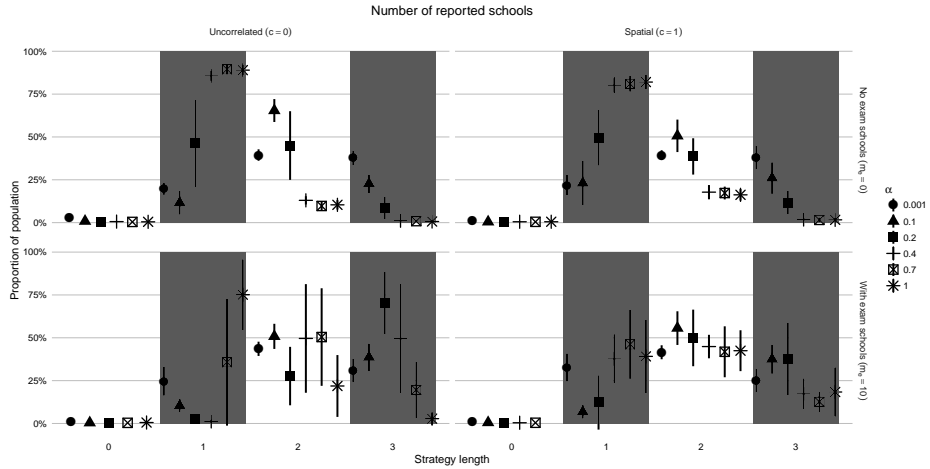 Number of reported schools
Uncorrelated (c = 0)
Spatial (c = 1)
100%
75%
50%
25%
0%
No exam schools (mₑ = 0)
100%
75%
50%
25%
0%
With exam schools (mₑ = 10)
Proportion of population
0 1 2 3
0 1 2 3
Strategy length
Strategy length
α
0.001
0.1
0.2
0.4
0.7
1